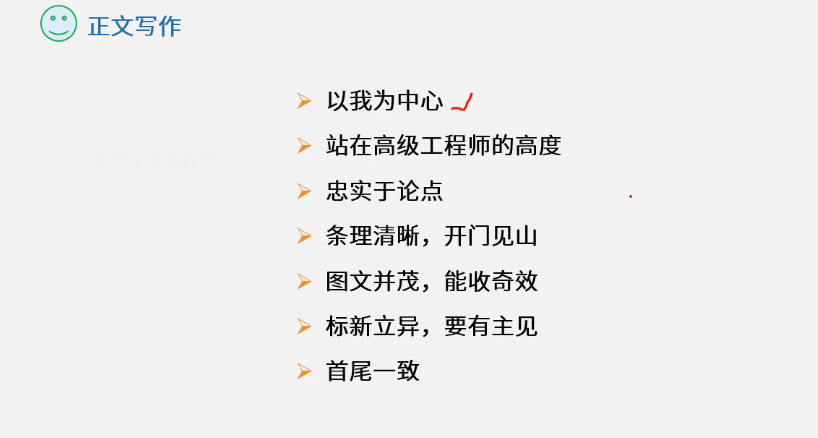 正文写作
以我为中心
站在高级工程师的高度
忠实于论点
条理清晰，开门见山
图文并茂，能收奇效
标新立异，要有主见
首尾一致